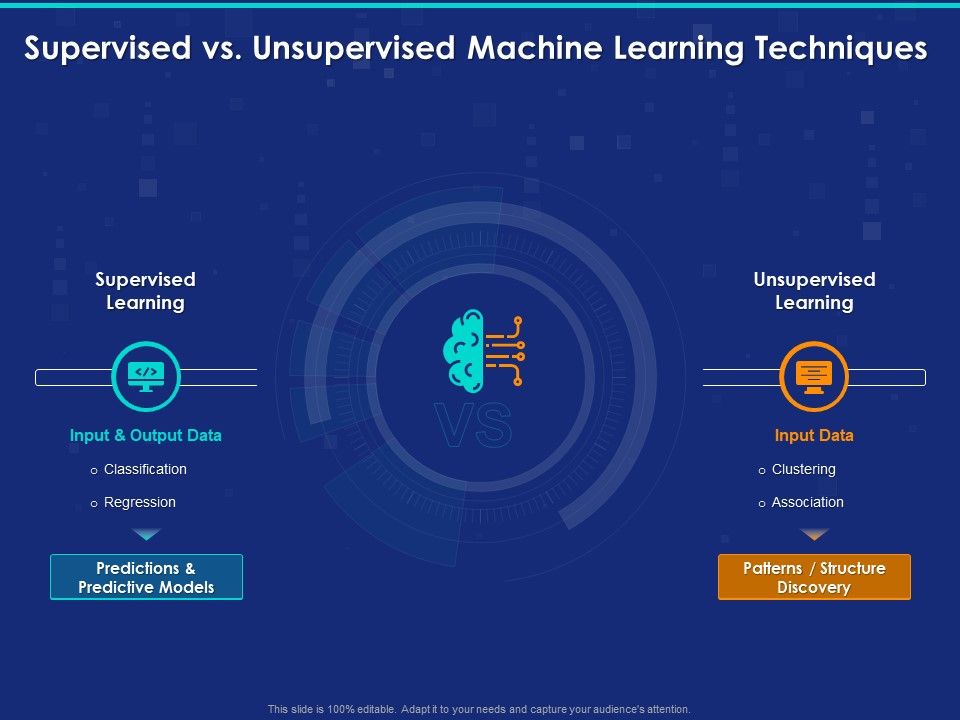 Supervised vs. Unsupervised Machine Learning Techniques
Supervised
Learning
Input & Output Data
o Classification
o Regression
Predictions &
Predictive Models
VS
Unsupervised
Learning
Input Data
o Clustering
o Association
Patterns / Structure
Discovery
This slide is 100% editable. Adapt it to your needs and capture your audience's attention.